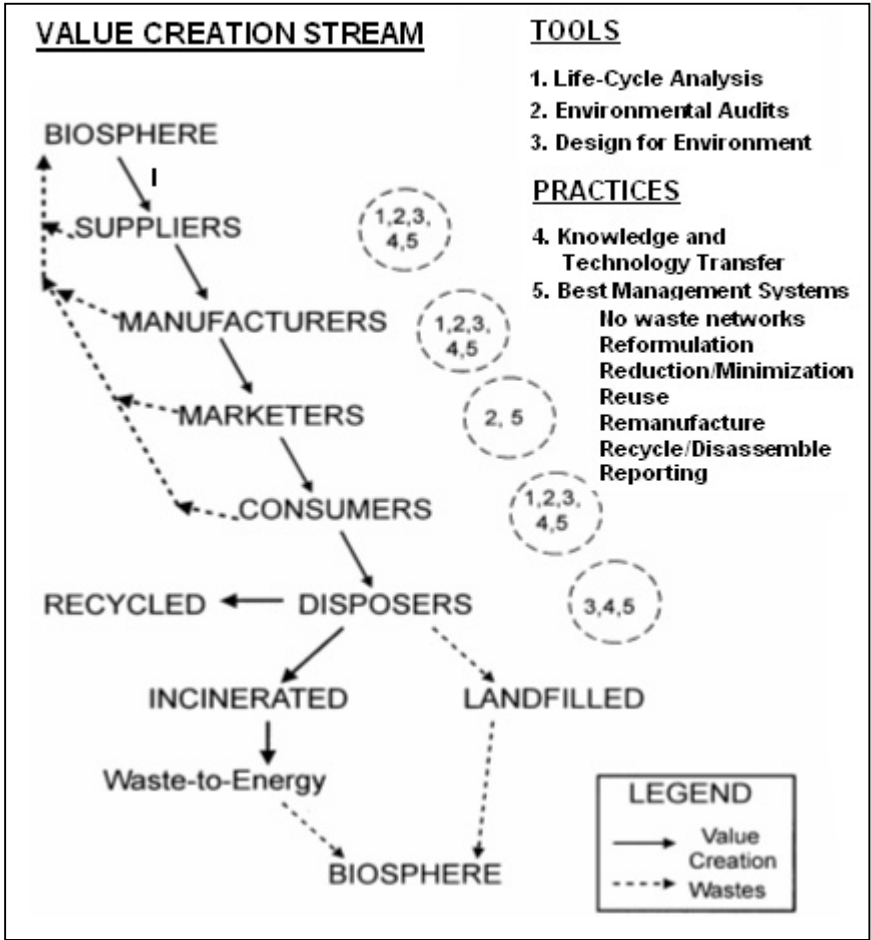 VALUE CREATION STREAM
BIOSPHERE
I
SUPPLIERS
1,2,3,
4,5
MANUFACTURERS
1,2,3,
4,5
MARKETERS
2, 5
CONSUMERS
1,2,3,
4,5
RECYCLED
DISPOSERS
3,4,5
INCINERATED
LANDFILLED
Waste-to-Energy
BIOSPHERE
TOOLS
1. Life-Cycle Analysis
2. Environmental Audits
3. Design for Environment
PRACTICES
4. Knowledge and
Technology Transfer
5. Best Management Systems
No waste networks
Reformulation
Reduction/Minimization
Reuse
Remanufacture
Recycle/Disassemble
Reporting
LEGEND
Value
Creation
Wastes